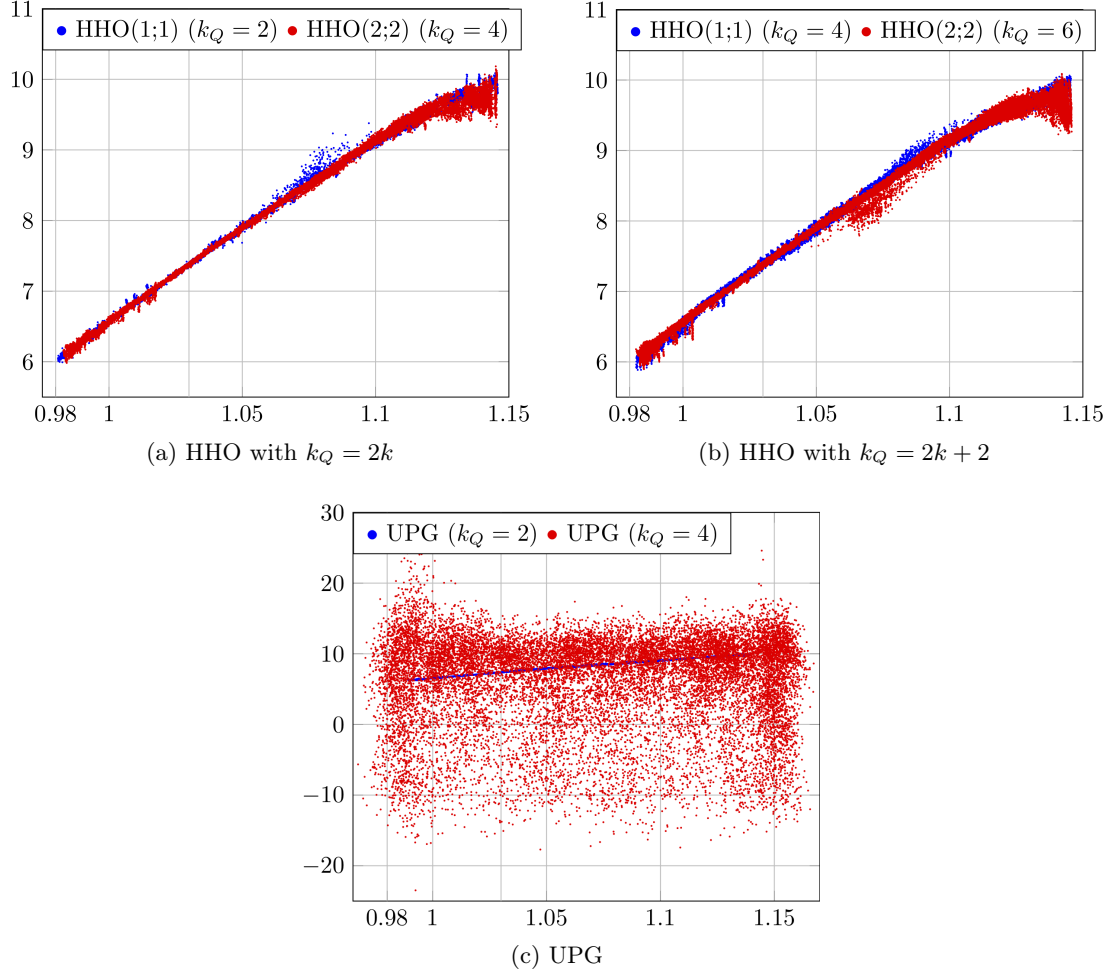 11
10
9
8
7
6
0.98 1 1.05 1.1 1.15
HHO(1;1) (k_Q = 2) HHO(2;2) (k_Q = 4)
(a) HHO with k_Q = 2k
11
10
9
8
7
6
0.98 1 1.05 1.1 1.15
HHO(1;1) (k_Q = 4) HHO(2;2) (k_Q = 6)
(b) HHO with k_Q = 2k + 2
30
20
10
0
−10
−20
0.98 1 1.05 1.1 1.15
UPG (k_Q = 2) UPG (k_Q = 4)
(c) UPG